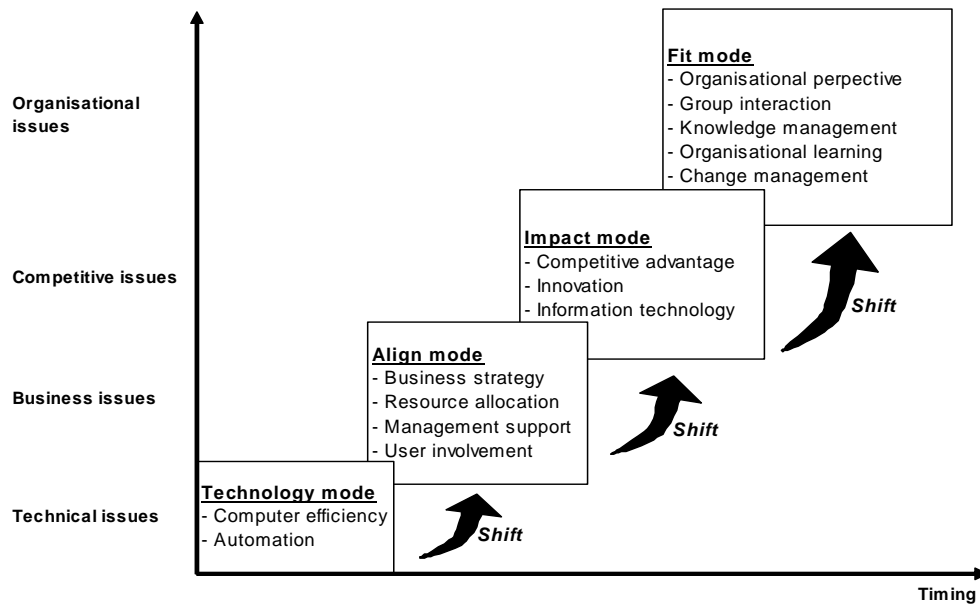 Organisational
issues
Fit mode
- Organisational perpective
- Group interaction
- Knowledge management
- Organisational learning
- Change management
Competitive issues
Impact mode
- Competitive advantage
- Innovation
- Information technology
Shift
Business issues
Align mode
- Business strategy
- Resource allocation
- Management support
- User involvement
Shift
Technical issues
Technology mode
- Computer efficiency
- Automation
Shift
Timing